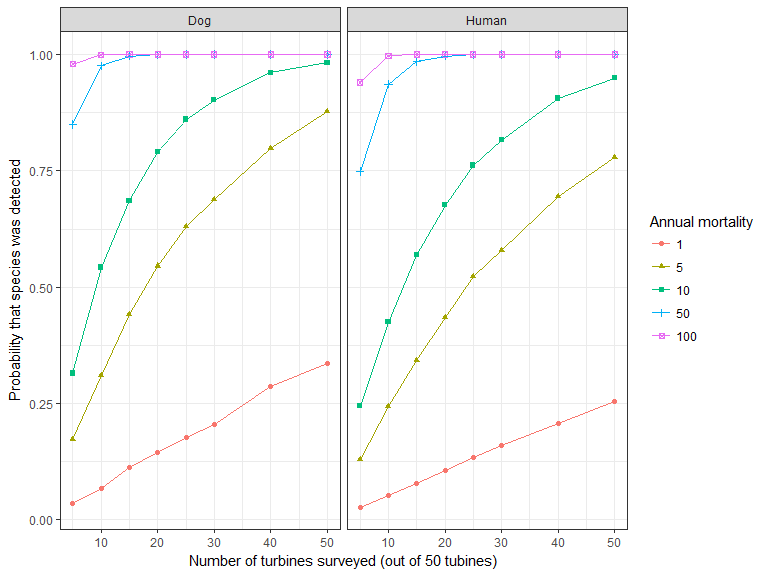 Dog Human
1.00
0.75
0.50
0.25
0.00
Probability that species was detected
10 20 30 40 50 10 20 30 40 50
Number of turbines surveyed (out of 50 tubines)
Annual mortality
1
5
10
50
100